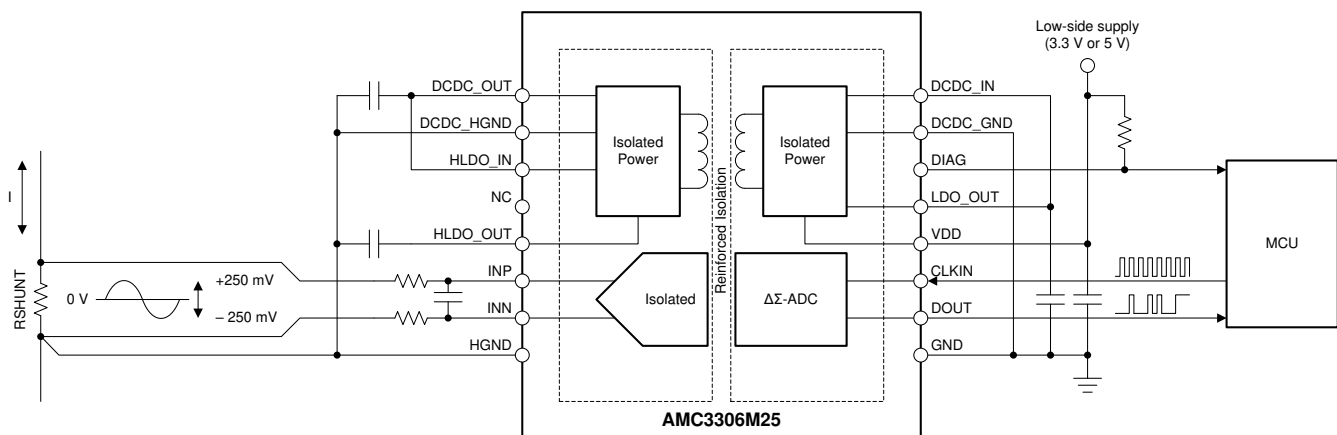 Low-side supply
(3.3 V or 5 V)
DCDC_OUT
DCDC_HGND
HLDO_IN
NC
HLDO_OUT
INP
INN
HGND
I
RSHUNT
0 V
+250 mV
– 250 mV
Isolated
Power
Isolated
Reinforced Isolation
Isolated
Power
ΔΣ-ADC
DCDC_IN
DCDC_GND
DIAG
LDO_OUT
VDD
CLKIN
DOUT
GND
MCU
AMC3306M25